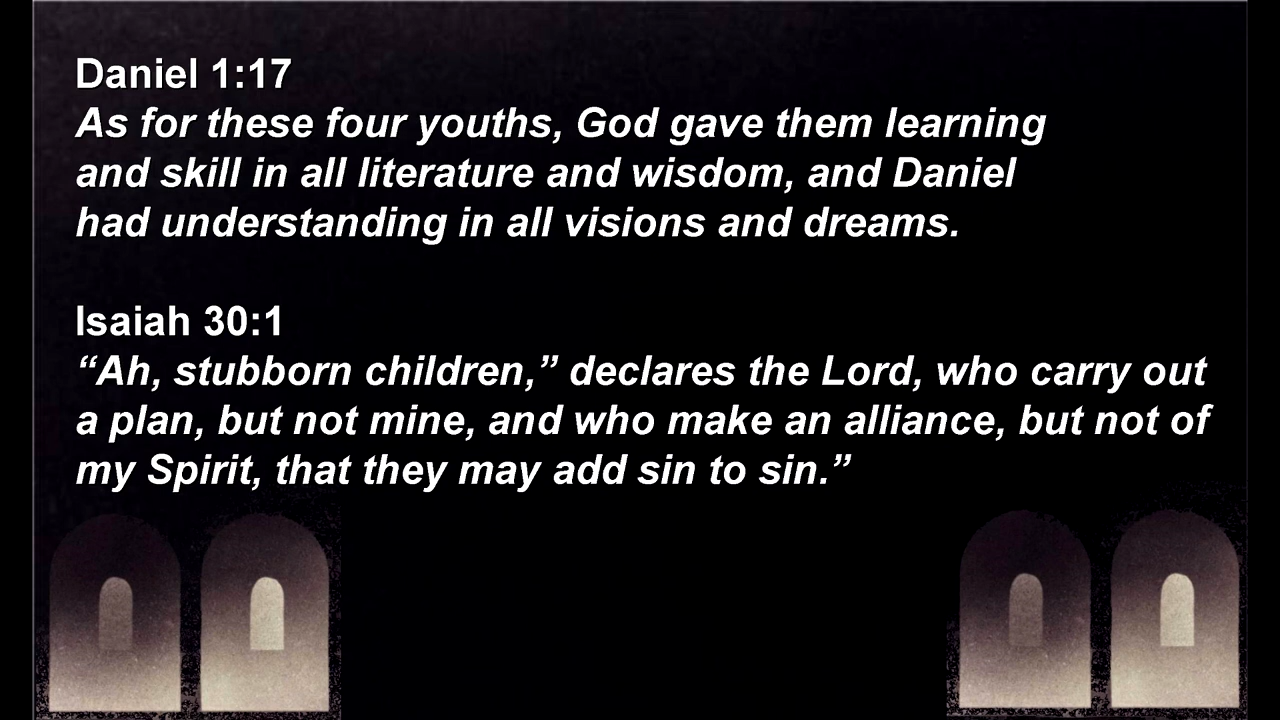 Daniel 1:17
As for these four youths, God gave them learning
and skill in all literature and wisdom, and Daniel
had understanding in all visions and dreams.
Isaiah 30:1
“Ah, stubborn children,” declares the Lord, who carry out
a plan, but not mine, and who make an alliance, but not of
my Spirit, that they may add sin to sin.”